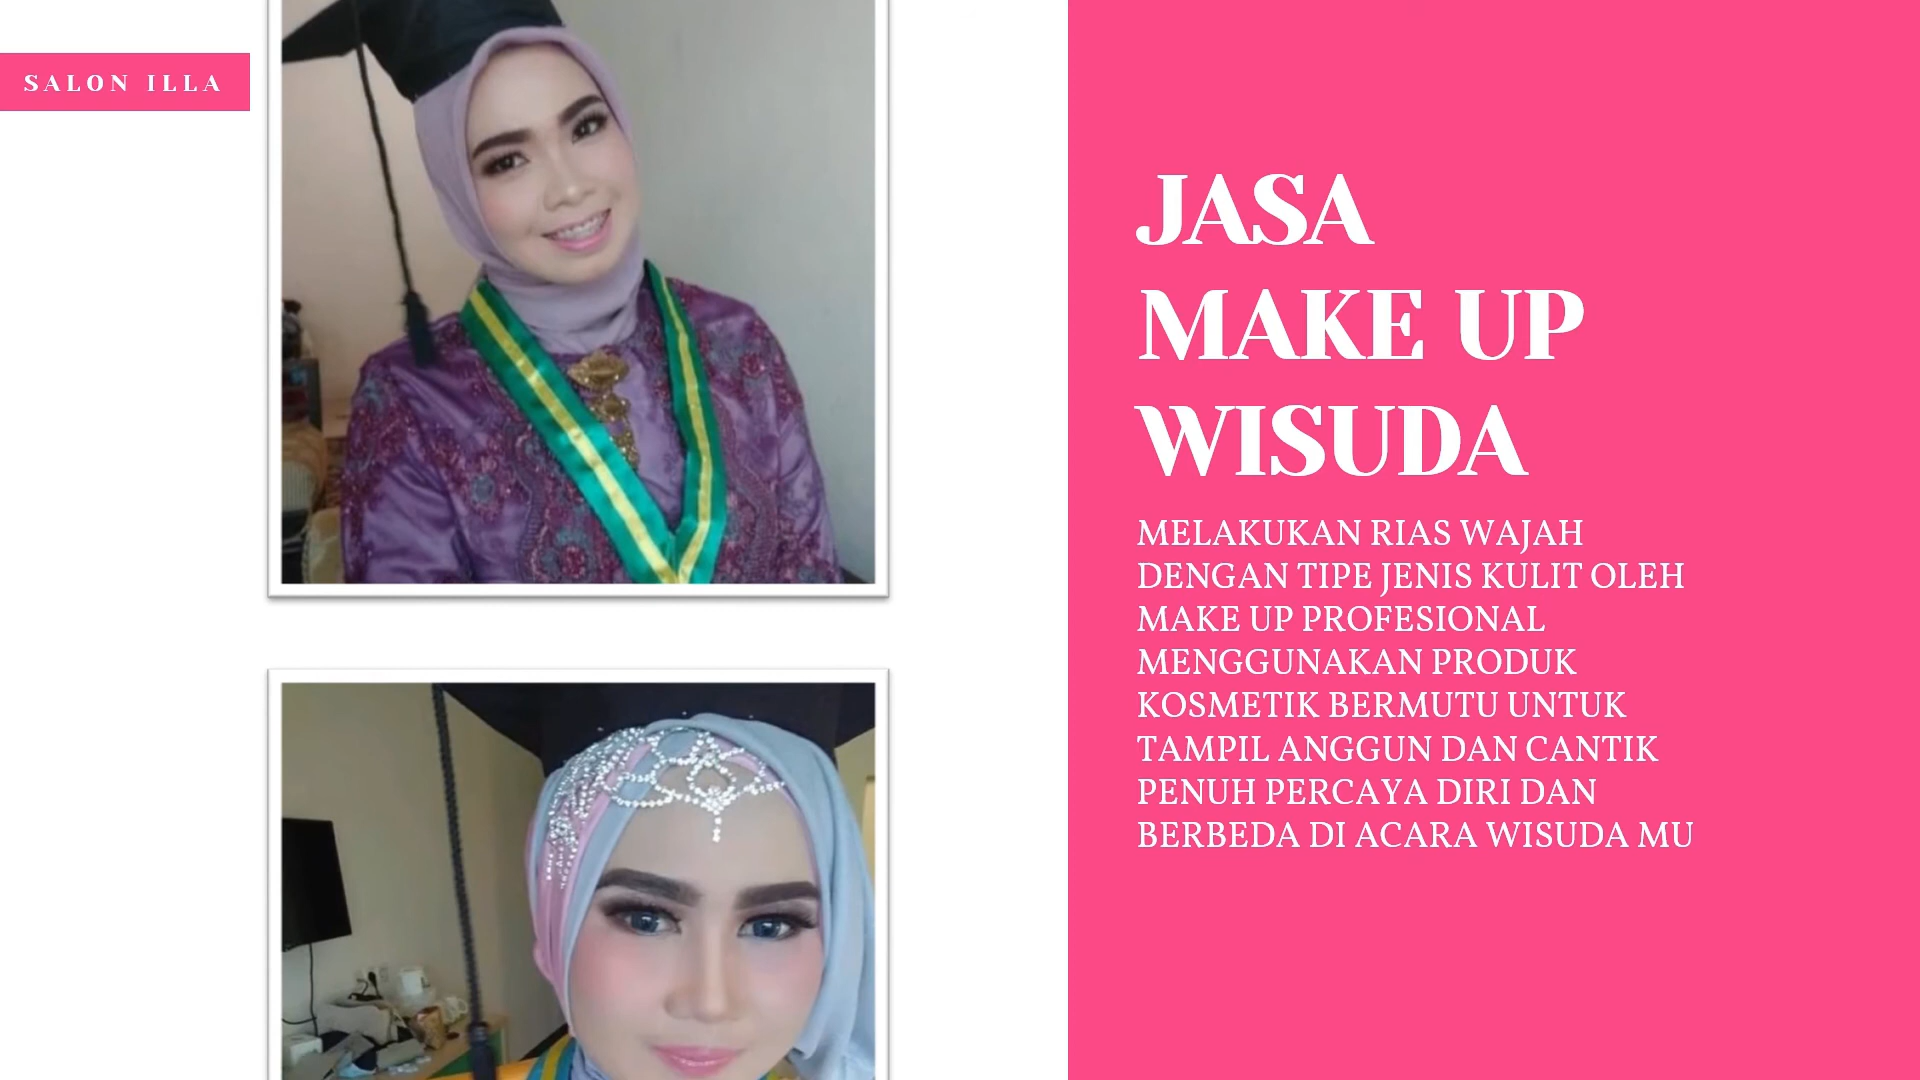 SALON ILLA
JASA
MAKE UP
WISUDA
MELAKUKAN RIAS WAJAH
DENGAN TIPE JENIS KULIT OLEH
MAKE UP PROFESIONAL
MENGGUNAKAN PRODUK
KOSMETIK BERMUTU UNTUK
TAMPIL ANGGUN DAN CANTIK
PENUH PERCAYA DIRI DAN
BERBEDA DI ACARA WISUDA MU